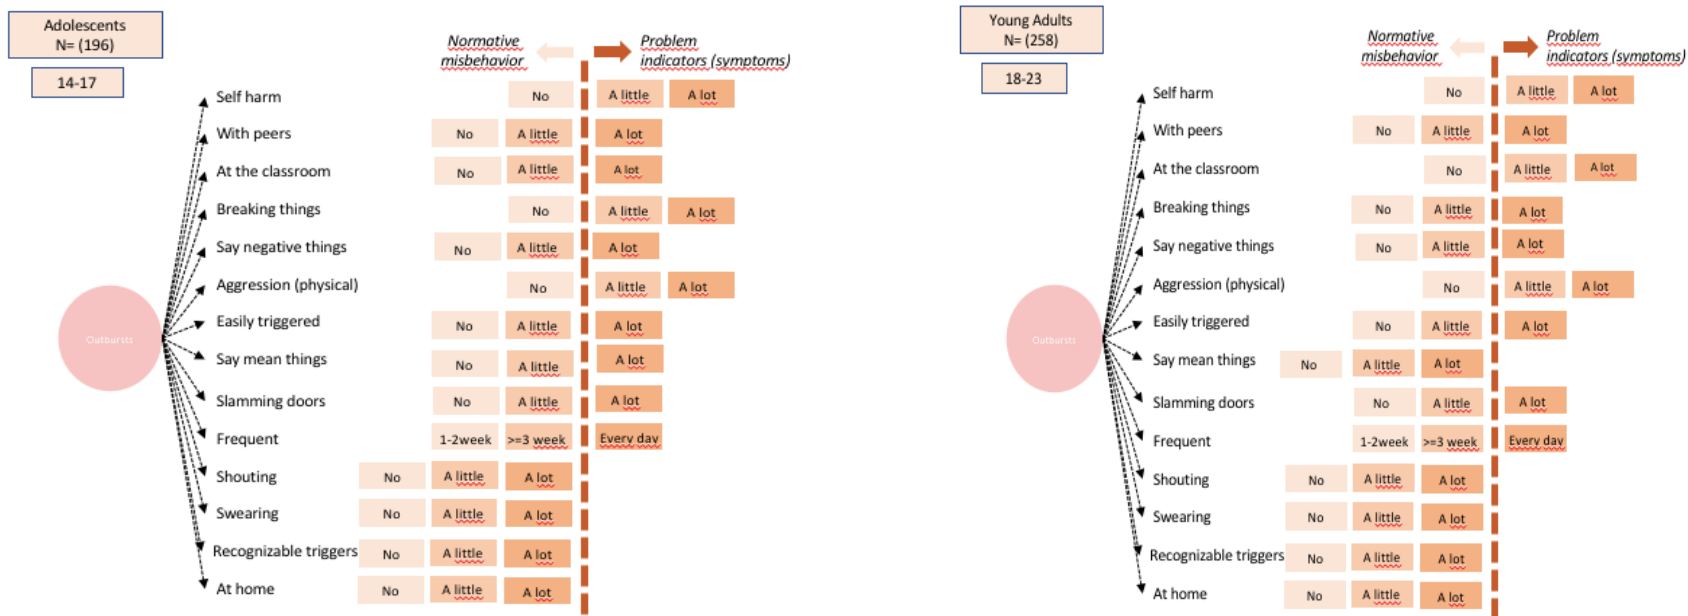 Adolescents
N= (196)
14-17
Normative
misbehavior
Problem
indicators (symptoms)
Outbursts
Self harm No A little A lot
With peers No A little A lot
At the classroom No A little A lot
Breaking things No A little A lot
Say negative things No A little A lot
Aggression (physical) No A little A lot
Easily triggered No A little A lot
Say mean things No A little A lot
Slamming doors No A little A lot
Frequent 1-2week >=3 week Every day
Shouting No A little A lot
Swearing No A little A lot
Recognizable triggers No A little A lot
At home No A little A lot
Young Adults
N= (258)
18-23
Normative
misbehavior
Problem
indicators (symptoms)
Outbursts
Self harm No A little A lot
With peers No A little A lot
At the classroom No A little A lot
Breaking things No A little A lot
Say negative things No A little A lot
Aggression (physical) No A little A lot
Easily triggered No A little A lot
Say mean things No A little A lot
Slamming doors No A little A lot
Frequent 1-2week >=3 week Every day
Shouting No A little A lot
Swearing No A little A lot
Recognizable triggers No A little A lot
At home No A little A lot